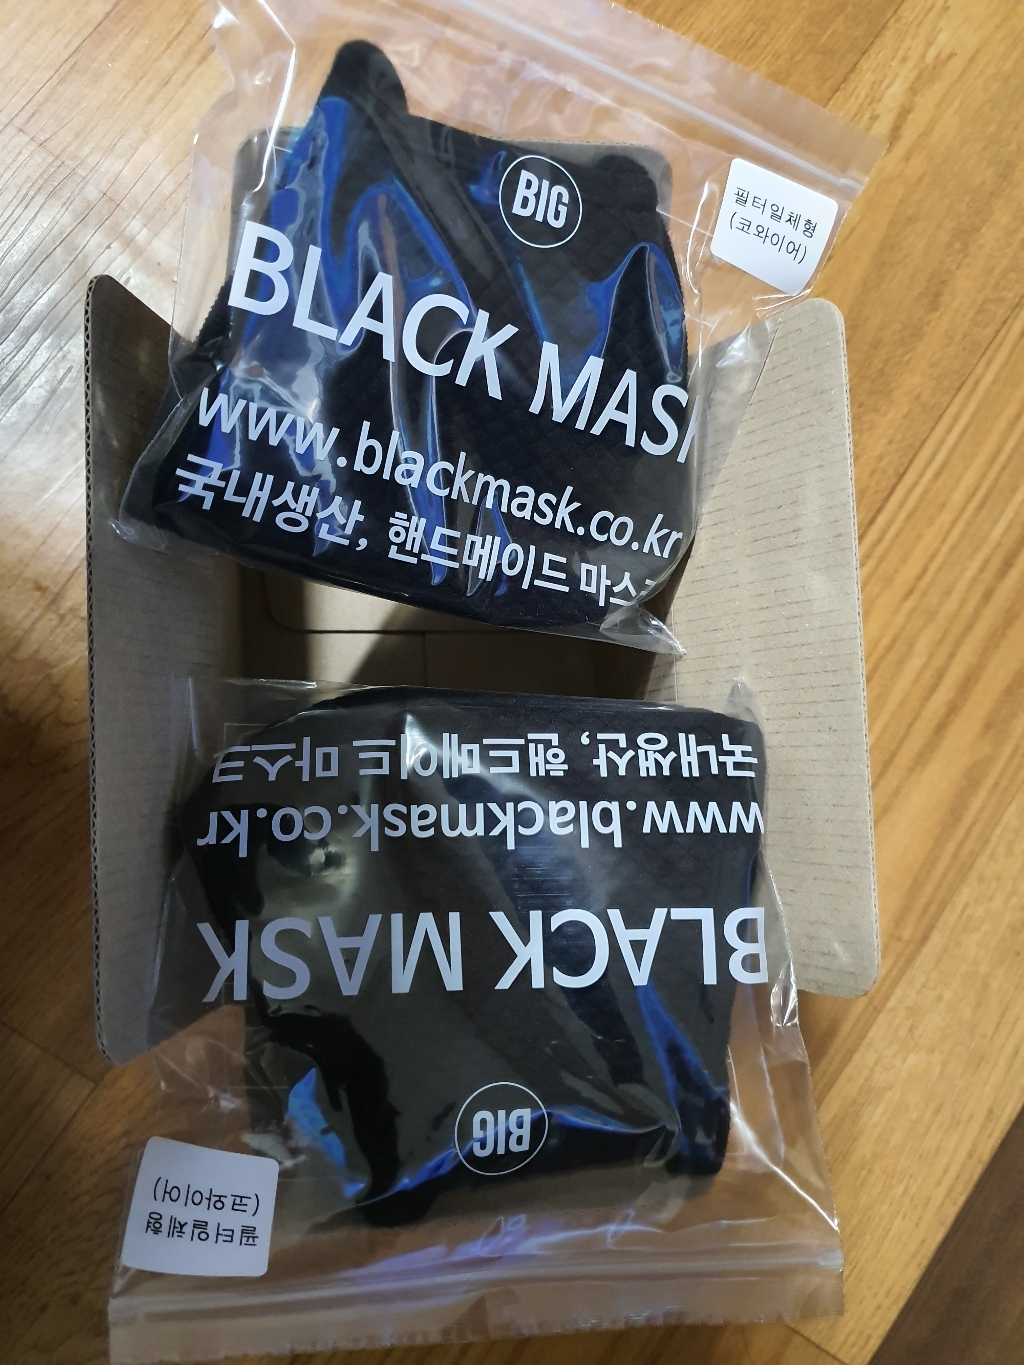 BIG
필터일체형
(코와이어)
BLACK MASK
www.blackmask.co.kr
국내생산, 핸드메이드 마스크
국내생산, 핸드메이드 마스크
www.blackmask.co.kr
BLACK MASK
BIG
필터일체형
(코와이어)